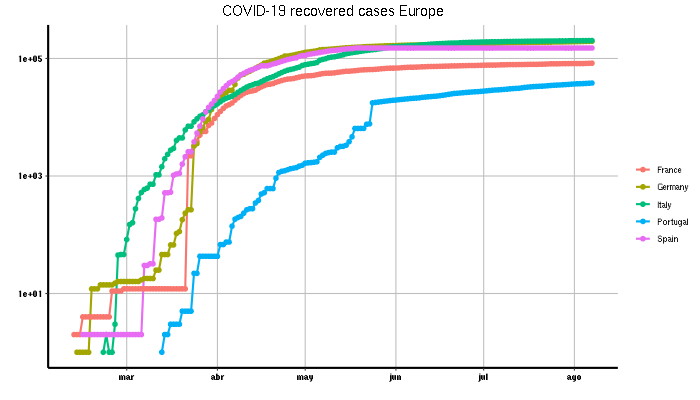 COVID-19 recovered cases Europe
1e+05
1e+03
1e+01
mar
abr
may
jun
jul
ago
France
Germany
Italy
Portugal
Spain